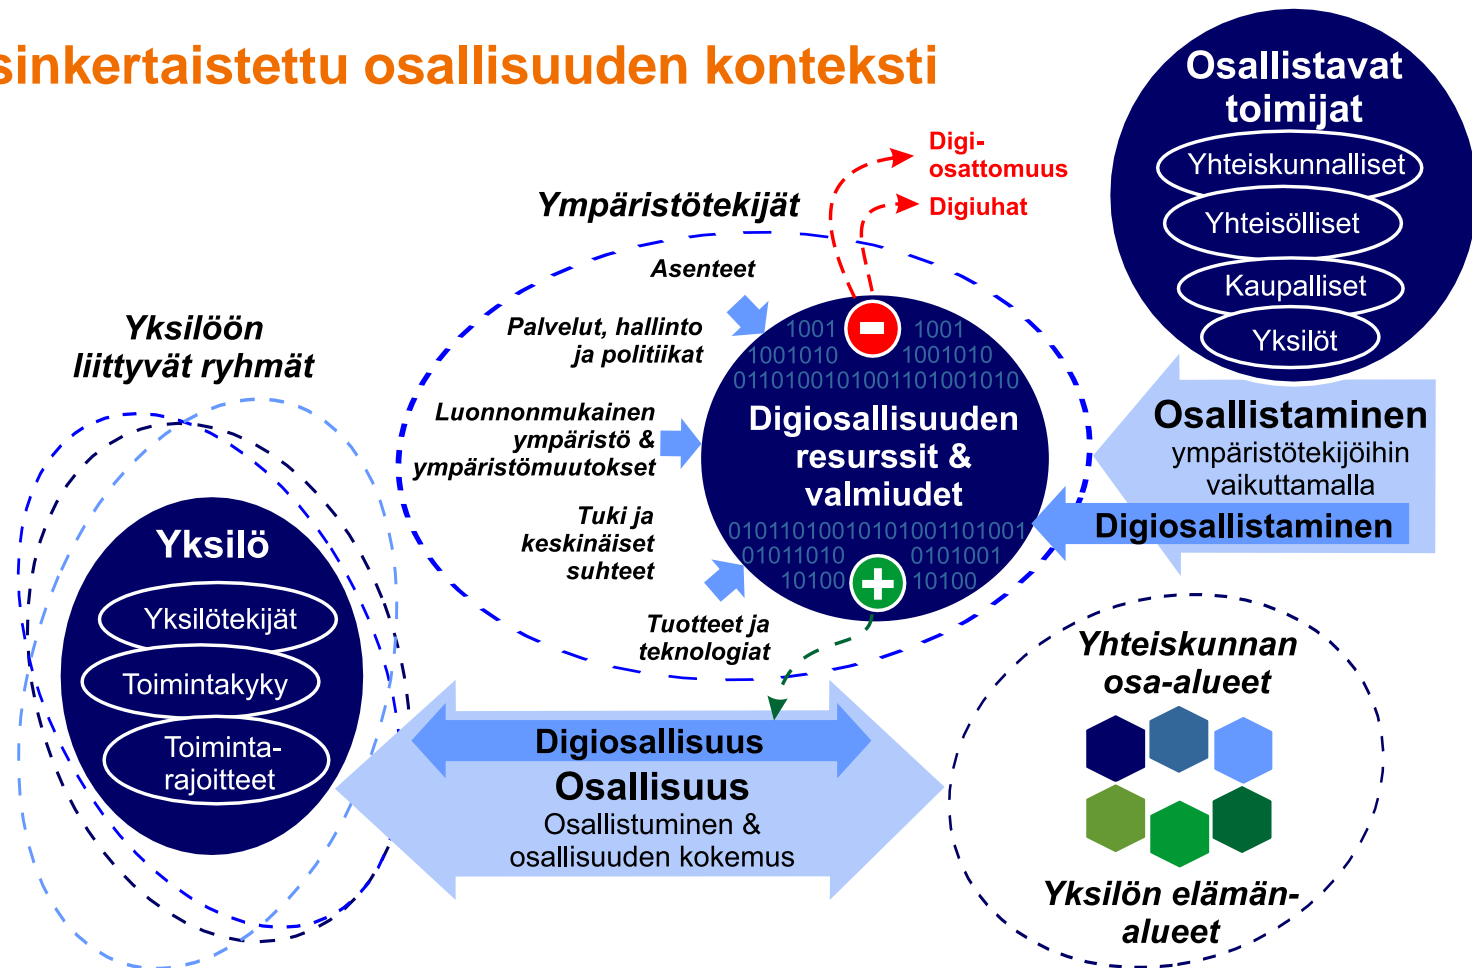 sinkertaistettu osallisuuden konteksti
Osallistavat
toimijat
Yhteiskunnalliset
Yhteisölliset
Kaupalliset
Yksilöt
Digi-
osattomuus
Digiuhat
Ympäristötekijät
Asenteet
Palvelut, hallinto
ja politiikat
Luonnonmukainen
ympäristö &
ympäristömuutokset
Tuki ja
keskinäiset
suhteet
Tuotteet ja
teknologiat
1001 1001
1001010 1001010
0110100101001101001010
Digiosallisuuden
resurssit &
valmiudet
01011010010101001101001
01011010 0101001
10100 10100
Osallistaminen
ympäristötekijöihin
vaikuttamalla
Digiosallistaminen
Yksilöön
liittyvät ryhmät
Yksilö
Yksilötekijät
Toimintakyky
Toiminta-
rajoitteet
Digiosallisuus
Osallisuus
Osallistuminen &
osallisuuden kokemus
Yhteiskunnan
osa-alueet
Yksilön elämän-
alueet